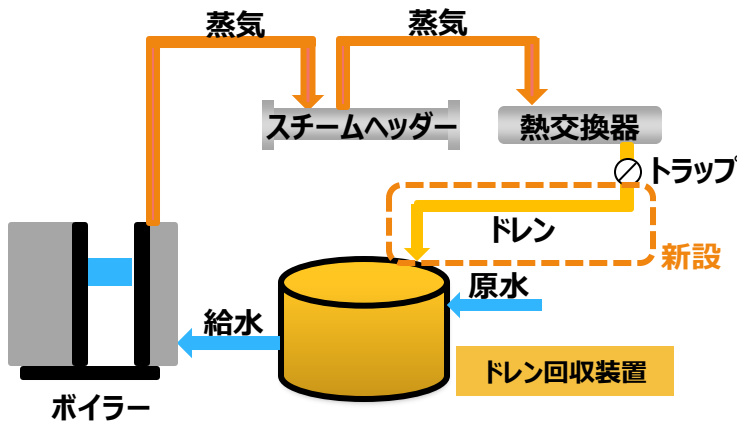 蒸気
蒸気
スチームヘッダー
熱交換器
トラップ
ドレン
新設
原水
給水
ドレン回収装置
ボイラー